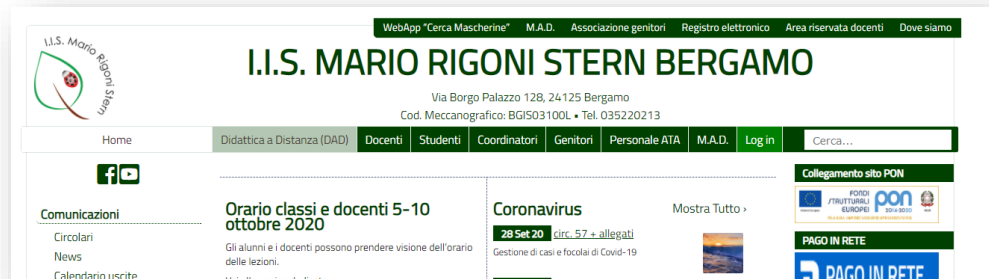 WebApp "Cerca Mascherine" M.A.D. Associazione genitori Registro elettronico Area riservata docenti Dove siamo
I.I.S. Mario Rigoni Stern
I.I.S. MARIO RIGONI STERN BERGAMO
Via Borgo Palazzo 128, 24125 Bergamo
Cod. Meccanografico: BGIS03100L • Tel. 035220213
Home Didattica a Distanza (DAD) Docenti Studenti Coordinatori Genitori Personale ATA M.A.D. Log in Cerca...
Comunicazioni
Circolari
News
Calendario uscite
Orario classi e docenti 5-10
ottobre 2020
Gli alunni e i docenti possono prendere visione dell'orario
delle lezioni.
Coronavirus Mostra Tutto ›
28 Set 20 circ. 57 + allegati
Gestione di casi e focolai di Covid-19
Collegamento sito PON
FONDI
STRUTTURALI
EUROPEI
pon
2014-2020
PAGO IN RETE
PAGO IN RETE